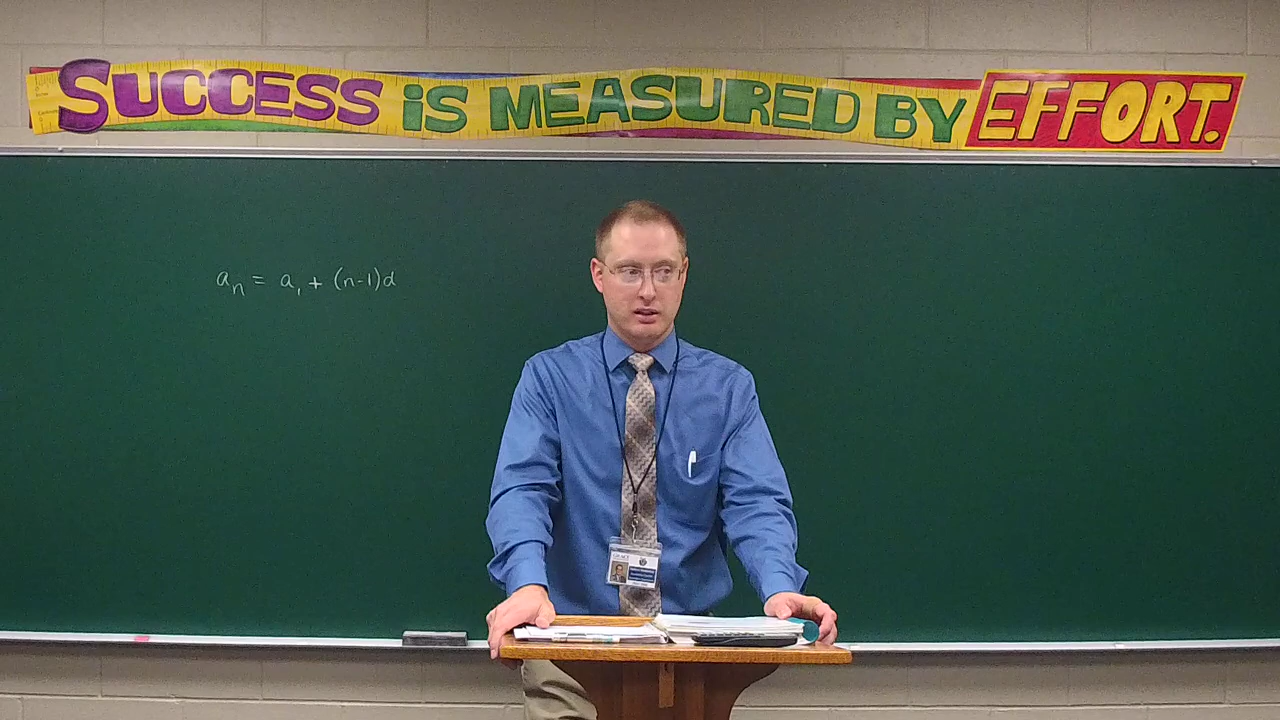 SUCCESS iS MEASURED BY EFFORT.
aₙ = a₁ + (n-1)d